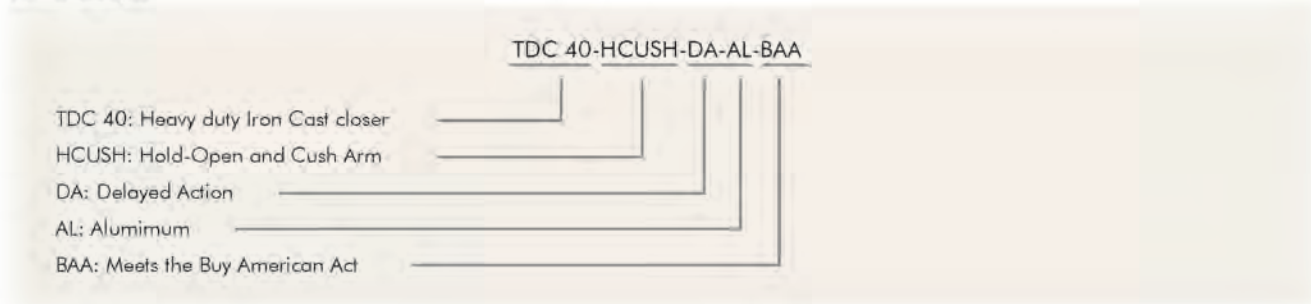 TDC 40-HCUSH-DA-AL-BAA
TDC 40: Heavy duty Iron Cast closer
HCUSH: Hold-Open and Cush Arm
DA: Delayed Action
AL: Alumimum
BAA: Meets the Buy American Act